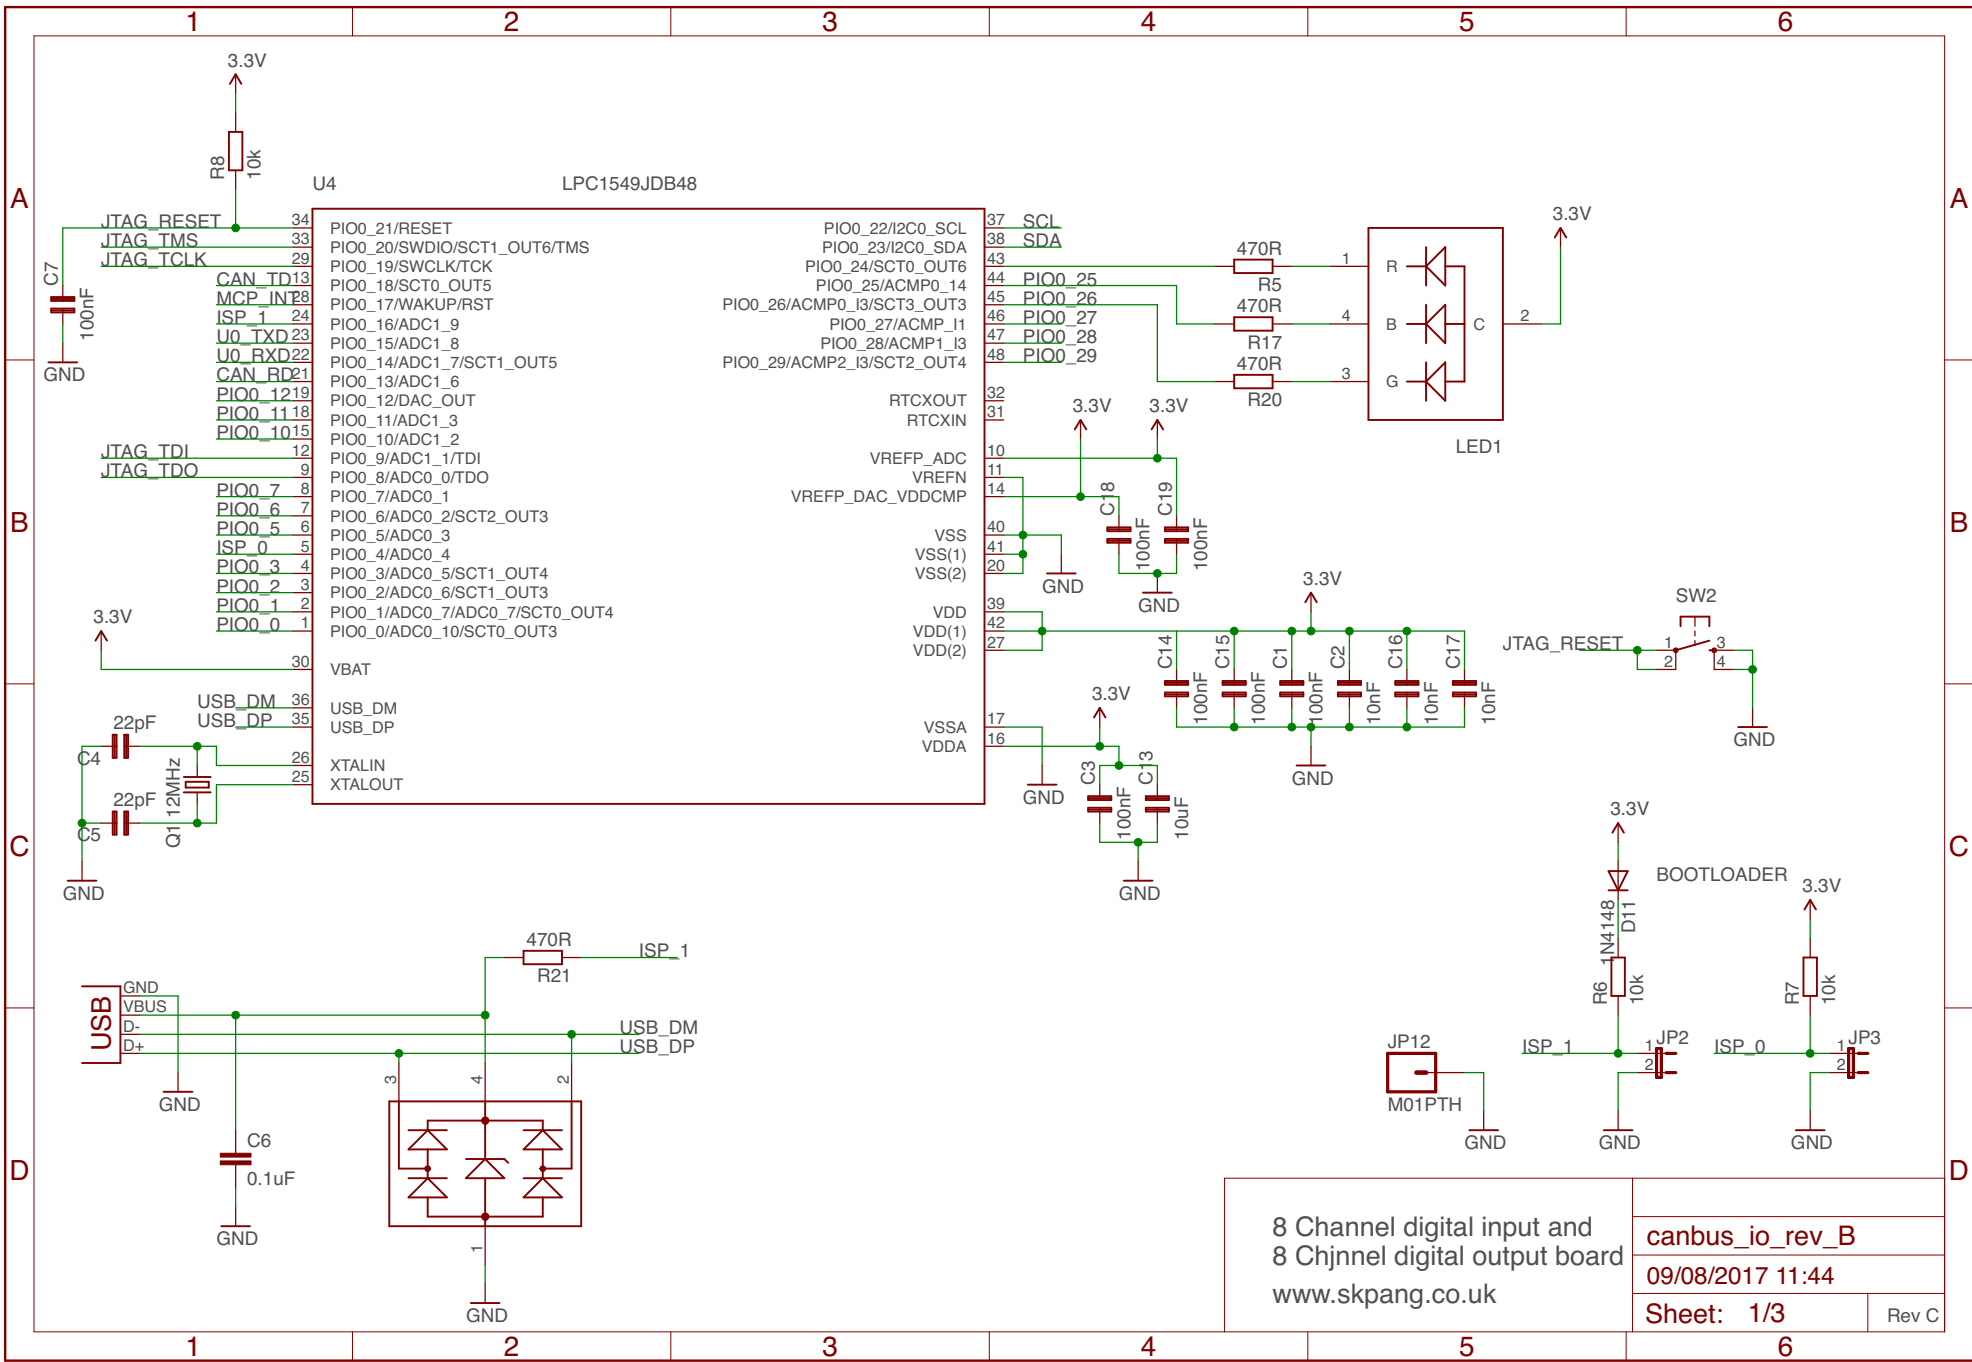 1 2 3 4 5 6
A A
B B
C C
D D
3.3V
R8
10k
C7
100nF
GND
U4
LPC1549JDB48
JTAG_RESET 34 PIO0_21/RESET
JTAG_TMS 33 PIO0_20/SWDIO/SCT1_OUT6/TMS
JTAG_TCLK 29 PIO0_19/SWCLK/TCK
CAN_TD 13 PIO0_18/SCT0_OUT5
MCP_INT 28 PIO0_17/WAKUP/RST
ISP_1 24 PIO0_16/ADC1_9
U0_TXD 23 PIO0_15/ADC1_8
U0_RXD 22 PIO0_14/ADC1_7/SCT1_OUT5
CAN_RD 21 PIO0_13/ADC1_6
PIO0_12 19 PIO0_12/DAC_OUT
PIO0_11 18 PIO0_11/ADC1_3
PIO0_10 15 PIO0_10/ADC1_2
JTAG_TDI 12 PIO0_9/ADC1_1/TDI
JTAG_TDO 9 PIO0_8/ADC0_0/TDO
PIO0_7 8 PIO0_7/ADC0_1
PIO0_6 7 PIO0_6/ADC0_2/SCT2_OUT3
PIO0_5 6 PIO0_5/ADC0_3
ISP_0 5 PIO0_4/ADC0_4
PIO0_3 4 PIO0_3/ADC0_5/SCT1_OUT4
PIO0_2 3 PIO0_2/ADC0_6/SCT1_OUT3
PIO0_1 2 PIO0_1/ADC0_7/ADC0_7/SCT0_OUT4
PIO0_0 1 PIO0_0/ADC0_10/SCT0_OUT3
3.3V
30 VBAT
USB_DM 36 USB_DM
USB_DP 35 USB_DP
26 XTALIN
25 XTALOUT
22pF
C4
22pF
C5
Q1 12MHz
GND
PIO0_22/I2C0_SCL 37 SCL
PIO0_23/I2C0_SDA 38 SDA
PIO0_24/SCT0_OUT6 43
PIO0_25/ACMP0_14 44 PIO0_25
PIO0_26/ACMP0_I3/SCT3_OUT3 45 PIO0_26
PIO0_27/ACMP_I1 46 PIO0_27
PIO0_28/ACMP1_I3 47 PIO0_28
PIO0_29/ACMP2_I3/SCT2_OUT4 48 PIO0_29
RTCXOUT 32
RTCXIN 31
VREFP_ADC 10
VREFN 11
VREFP_DAC_VDDCMP 14
VSS 40
VSS(1) 41
VSS(2) 20
VDD 39
VDD(1) 42
VDD(2) 27
VSSA 17
VDDA 16
470R
R5
470R
R17
470R
R20
1 R
4 B C 2
3 G
3.3V
LED1
3.3V 3.3V
C18 100nF
C19 100nF
GND
GND
3.3V
C14 100nF
C15 100nF
C1 100nF
C2 10nF
C16 10nF
C17 10nF
GND
3.3V
C3 100nF
C13 10uF
GND
GND
SW2
JTAG_RESET 1 3
2 4
GND
3.3V
BOOTLOADER
1N4148
D11
R6
10k
ISP_1 1 JP2
2
GND
3.3V
R7
10k
ISP_0 1 JP3
2
GND
JP12
M01PTH
GND
470R
R21
ISP_1
USB
GND
VBUS
D- USB_DM
D+ USB_DP
GND
C6
0.1uF
GND
3 4 2
1
GND
8 Channel digital input and
8 Chjnnel digital output board
www.skpang.co.uk
canbus_io_rev_B
09/08/2017 11:44
Sheet: 1/3
Rev C
1 2 3 4 5 6